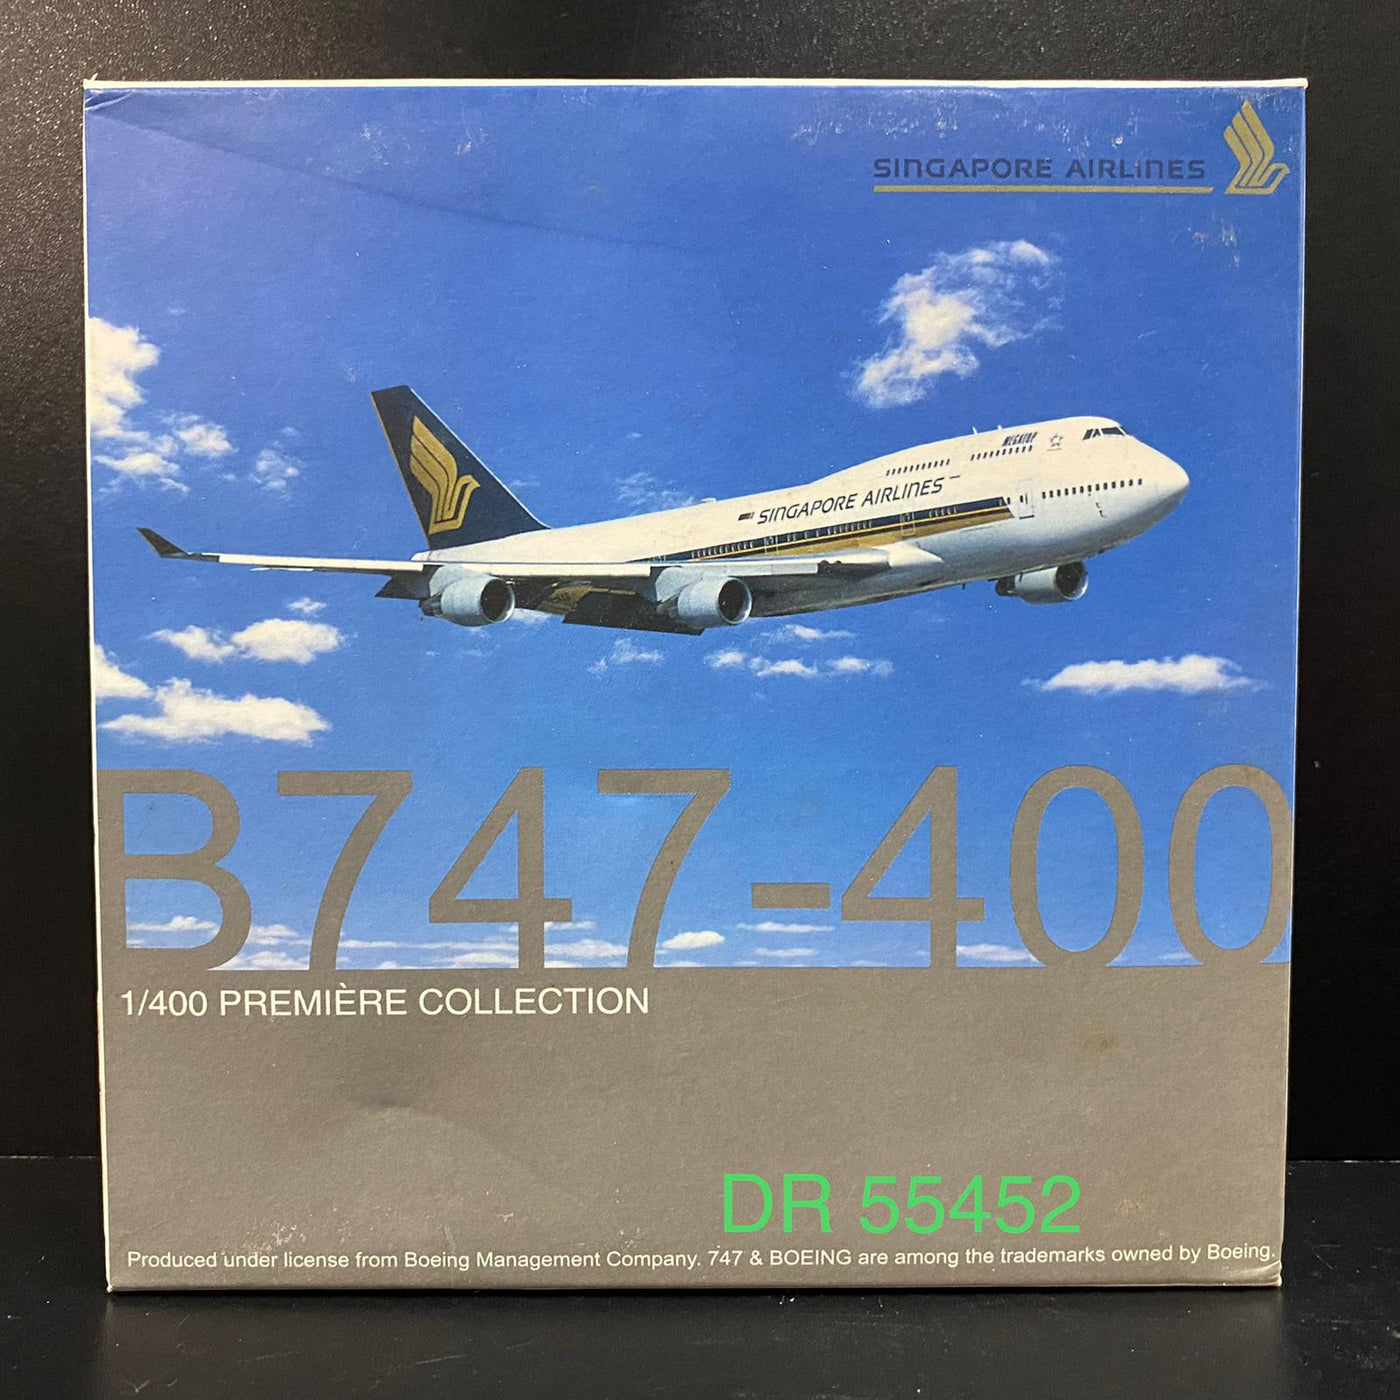 SINGAPORE AIRLINES
MEGATOP
SINGAPORE AIRLINES
B747-400
1/400 PREMIÈRE COLLECTION
DR 55452
Produced under license from Boeing Management Company. 747 & BOEING are among the trademarks owned by Boeing.